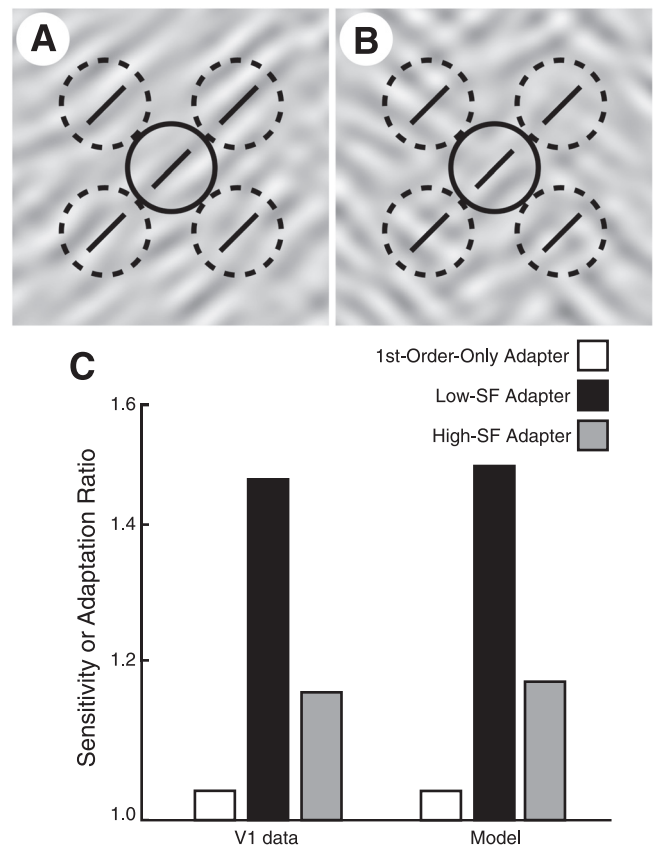 A
B
C
1st-Order-Only Adapter
Low-SF Adapter
High-SF Adapter
Sensitivity or Adaptation Ratio
1.6
1.4
1.2
1.0
V1 data
Model